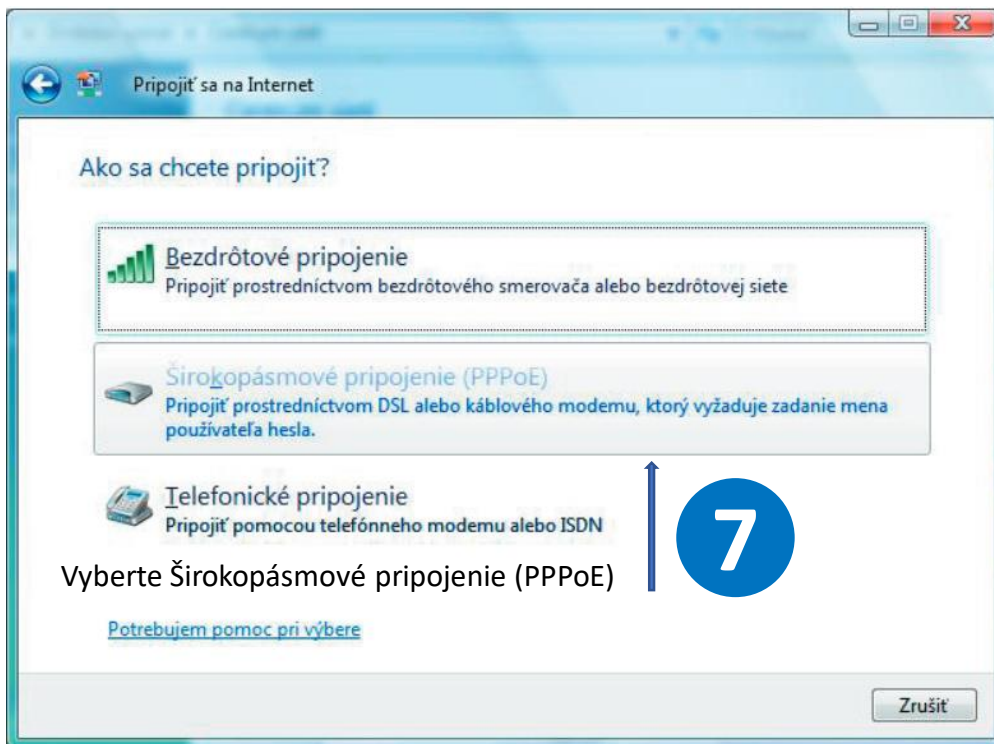 Pripojiť sa na Internet
Ako sa chcete pripojiť?
Bezdrôtové pripojenie
Pripojiť prostredníctvom bezdrôtového smerovača alebo bezdrôtovej siete
Širokopásmové pripojenie (PPPoE)
Pripojiť prostredníctvom DSL alebo káblového modemu, ktorý vyžaduje zadanie mena
používateľa hesla.
Telefonické pripojenie
Pripojiť pomocou telefónneho modemu alebo ISDN
7
Vyberte Širokopásmové pripojenie (PPPoE)
Potrebujem pomoc pri výbere
Zrušiť